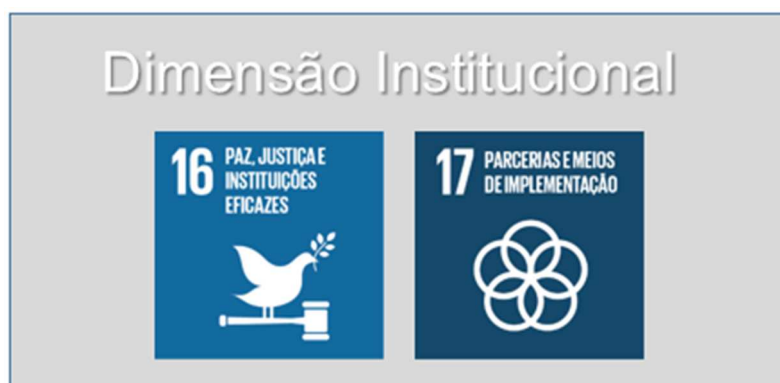 Dimensão Institucional
16 PAZ, JUSTIÇA E
INSTITUIÇÕES
EFICAZES
17 PARCERIAS E MEIOS
DE IMPLEMENTAÇÃO